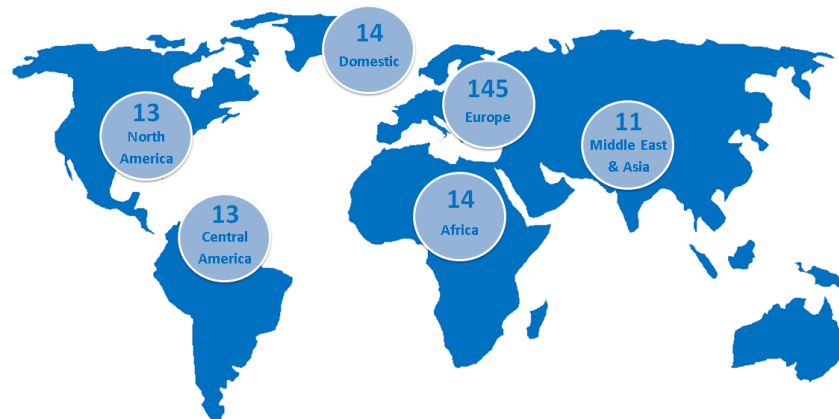 14
Domestic
145
Europe
13
North
America
11
Middle East
& Asia
14
Africa
13
Central
America